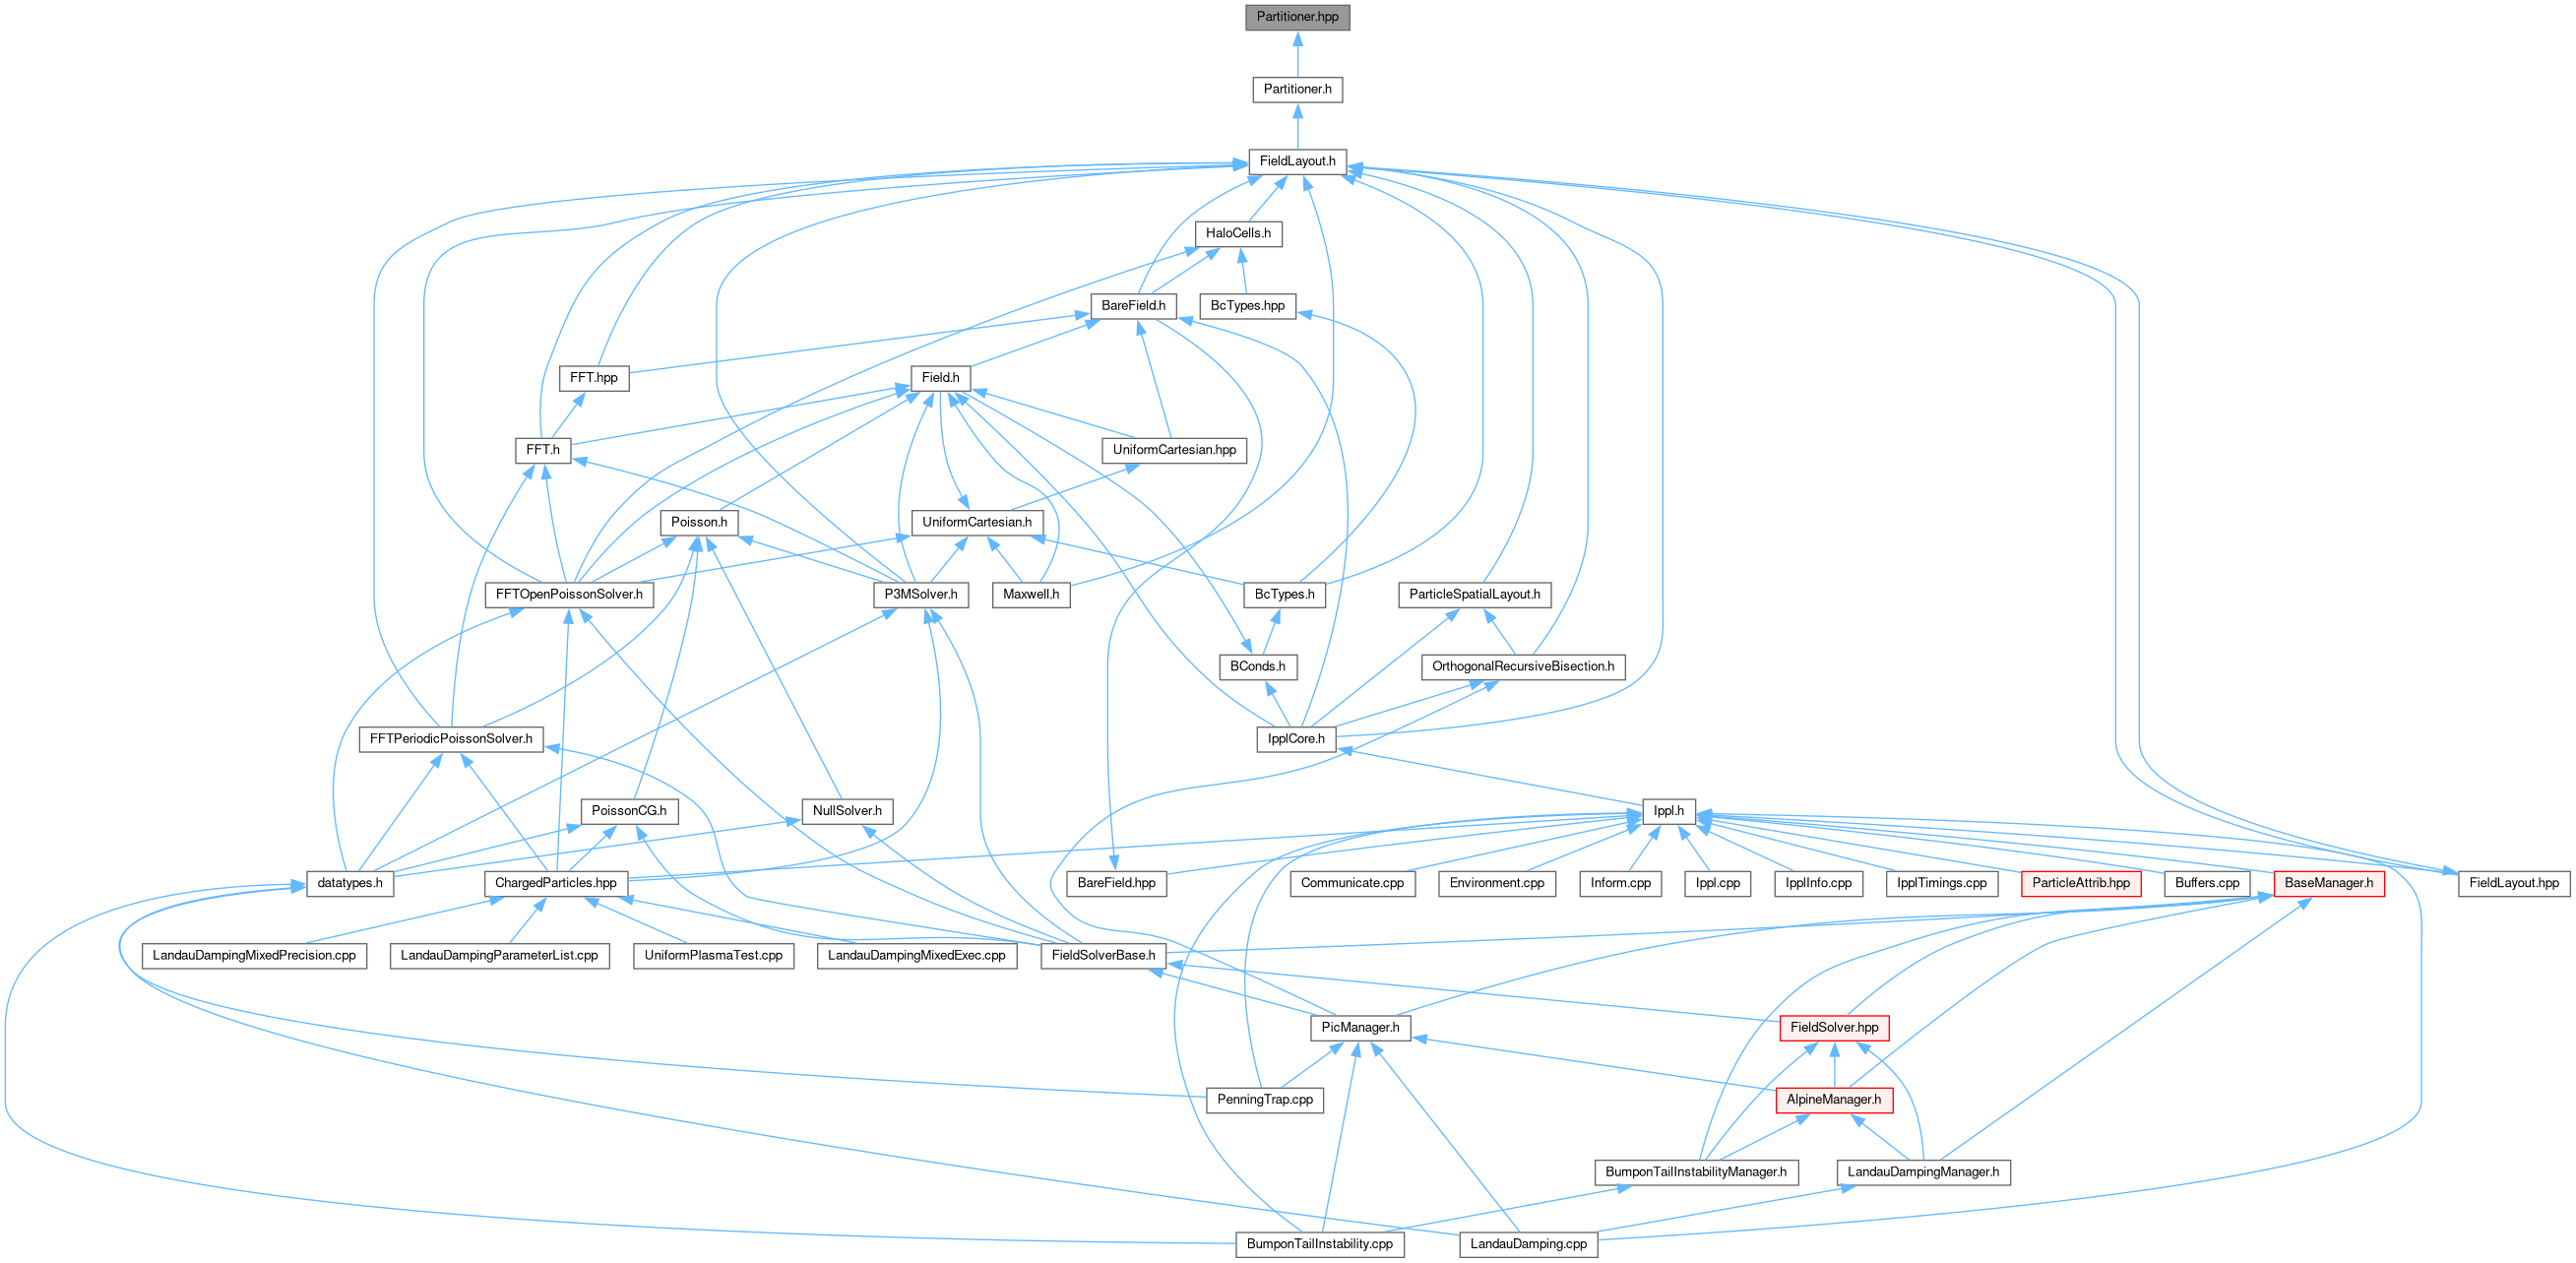 Partitioner.hpp
Partitioner.h
FieldLayout.h
HaloCells.h
BareField.h
BcTypes.hpp
FFT.hpp
Field.h
FFT.h
UniformCartesian.hpp
Poisson.h
UniformCartesian.h
FFTOpenPoissonSolver.h
P3MSolver.h
Maxwell.h
BcTypes.h
ParticleSpatialLayout.h
BConds.h
OrthogonalRecursiveBisection.h
FFTPeriodicPoissonSolver.h
IpplCore.h
PoissonCG.h
NullSolver.h
Ippl.h
datatypes.h
ChargedParticles.hpp
BareField.hpp
Communicate.cpp
Environment.cpp
Inform.cpp
Ippl.cpp
IpplInfo.cpp
IpplTimings.cpp
ParticleAttrib.hpp
Buffers.cpp
BaseManager.h
FieldLayout.hpp
LandauDampingMixedPrecision.cpp
LandauDampingParameterList.cpp
UniformPlasmaTest.cpp
LandauDampingMixedExec.cpp
FieldSolverBase.h
PicManager.h
FieldSolver.hpp
PenningTrap.cpp
AlpineManager.h
BumponTailInstabilityManager.h
LandauDampingManager.h
BumponTailInstability.cpp
LandauDamping.cpp